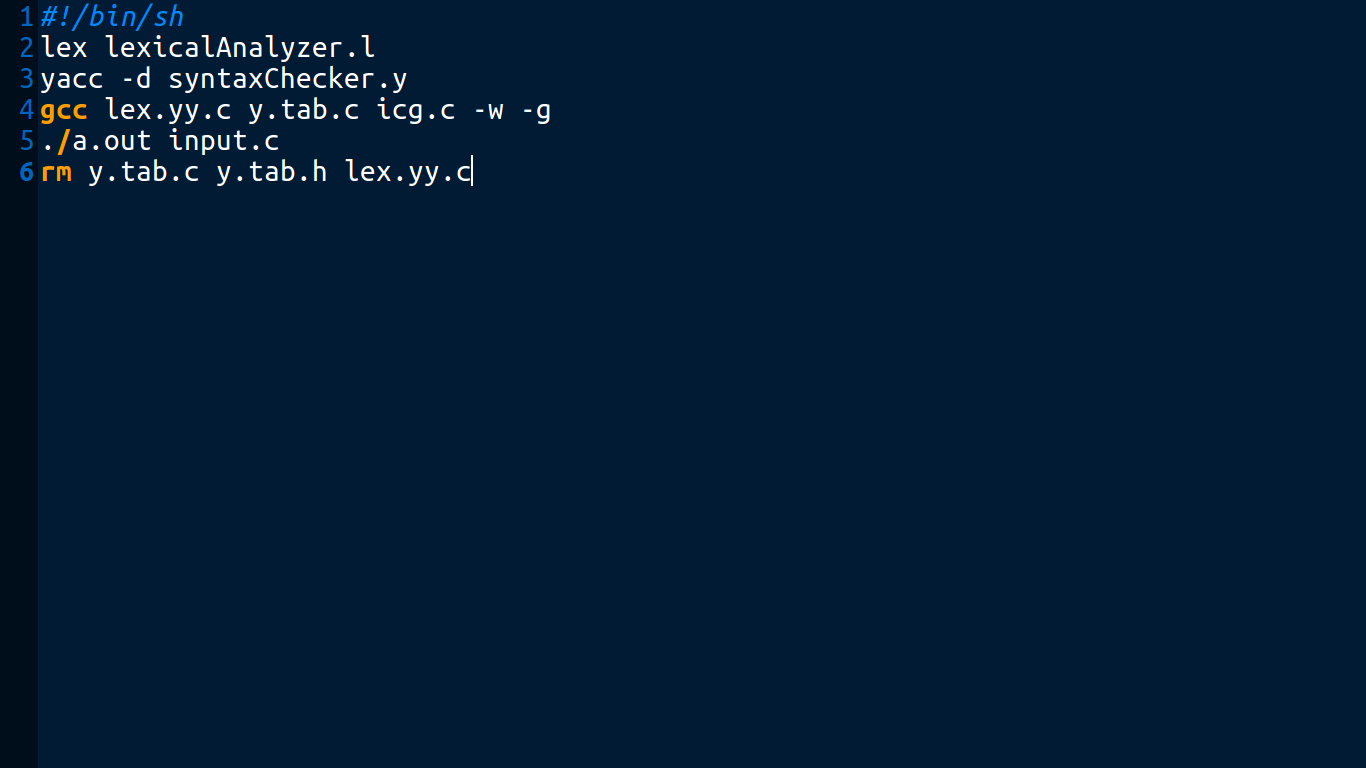 1 #!/bin/sh
2 lex lexicalAnalyzer.l
3 yacc -d syntaxChecker.y
4 gcc lex.yy.c y.tab.c icg.c -w -g
5 ./a.out input.c
6 rm y.tab.c y.tab.h lex.yy.c